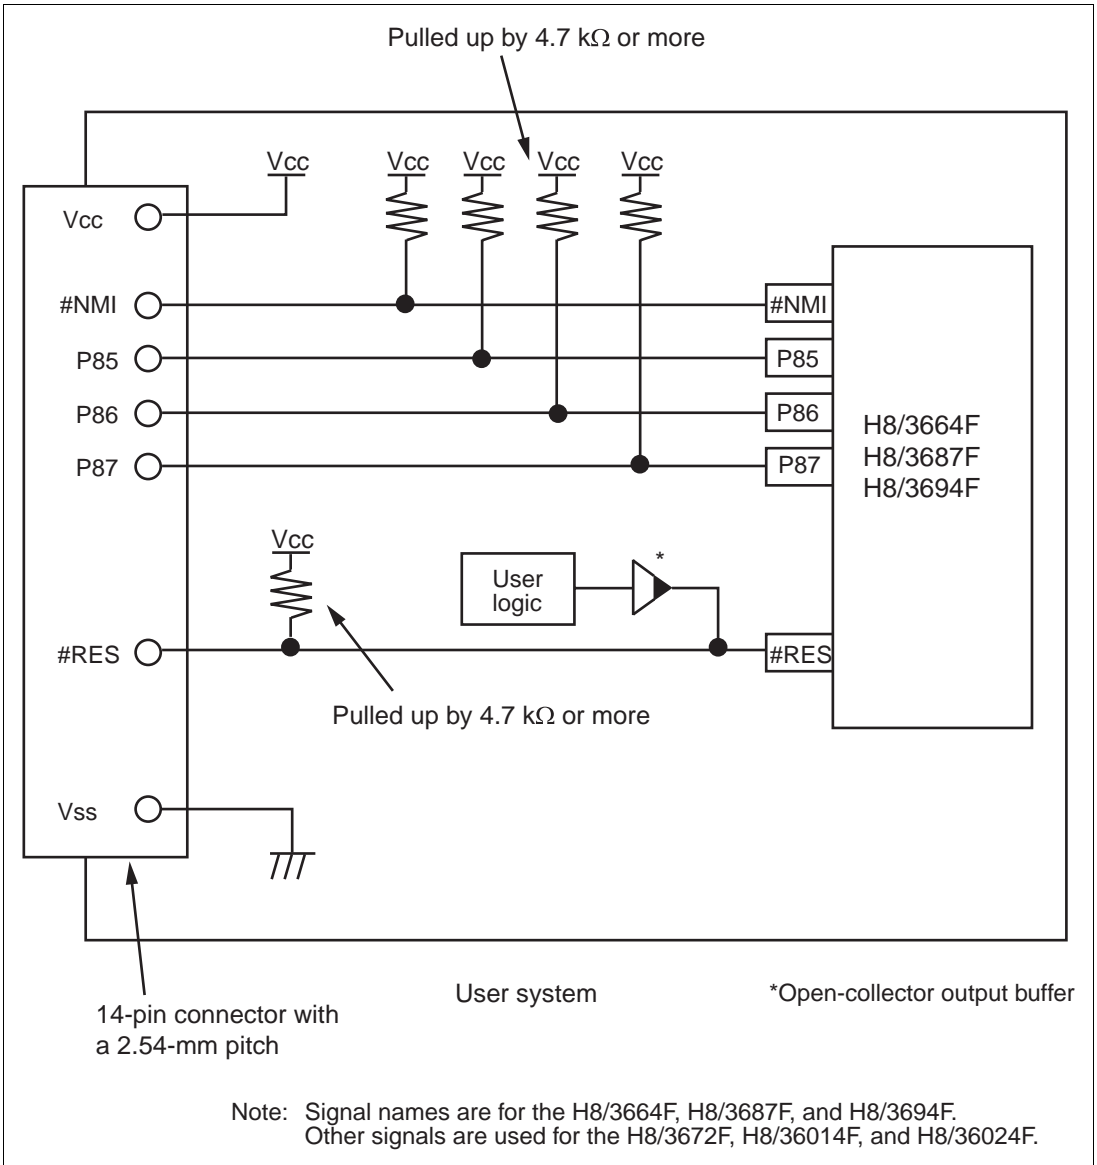 Pulled up by 4.7 kΩ or more
Vcc
Vcc
Vcc
Vcc
Vcc
Vcc
#NMI
#NMI
P85
P85
P86
P86
P87
P87
H8/3664F
H8/3687F
H8/3694F
Vcc
*
User
logic
#RES
#RES
Pulled up by 4.7 kΩ or more
Vss
User system
*Open-collector output buffer
14-pin connector with
a 2.54-mm pitch
Note: Signal names are for the H8/3664F, H8/3687F, and H8/3694F.
Other signals are used for the H8/3672F, H8/36014F, and H8/36024F.